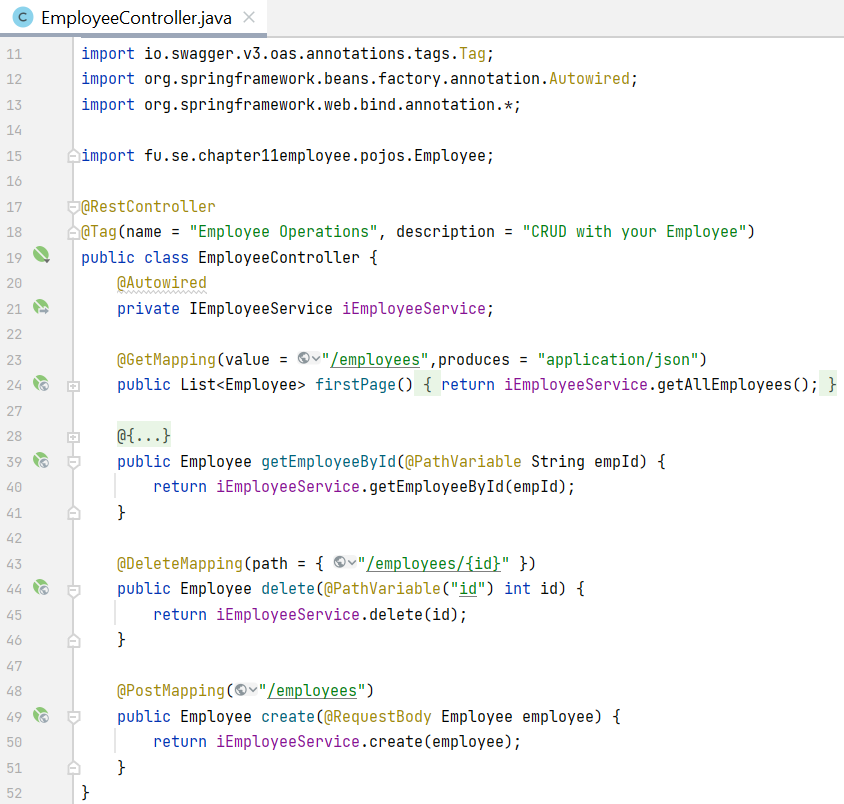 C EmployeeController.java
11 import io.swagger.v3.oas.annotations.tags.Tag;
12 import org.springframework.beans.factory.annotation.Autowired;
13 import org.springframework.web.bind.annotation.*;
14
15 import fu.se.chapter11employee.pojos.Employee;
16
17 @RestController
18 @Tag(name = "Employee Operations", description = "CRUD with your Employee")
19 public class EmployeeController {
20 @Autowired
21 private IEmployeeService iEmployeeService;
22
23 @GetMapping(value = "/employees",produces = "application/json")
24 public List<Employee> firstPage() { return iEmployeeService.getAllEmployees(); }
27
28 @{...}
39 public Employee getEmployeeById(@PathVariable String empId) {
40 return iEmployeeService.getEmployeeById(empId);
41 }
42
43 @DeleteMapping(path = { "/employees/{id}" })
44 public Employee delete(@PathVariable("id") int id) {
45 return iEmployeeService.delete(id);
46 }
47
48 @PostMapping("/employees")
49 public Employee create(@RequestBody Employee employee) {
50 return iEmployeeService.create(employee);
51 }
52 }